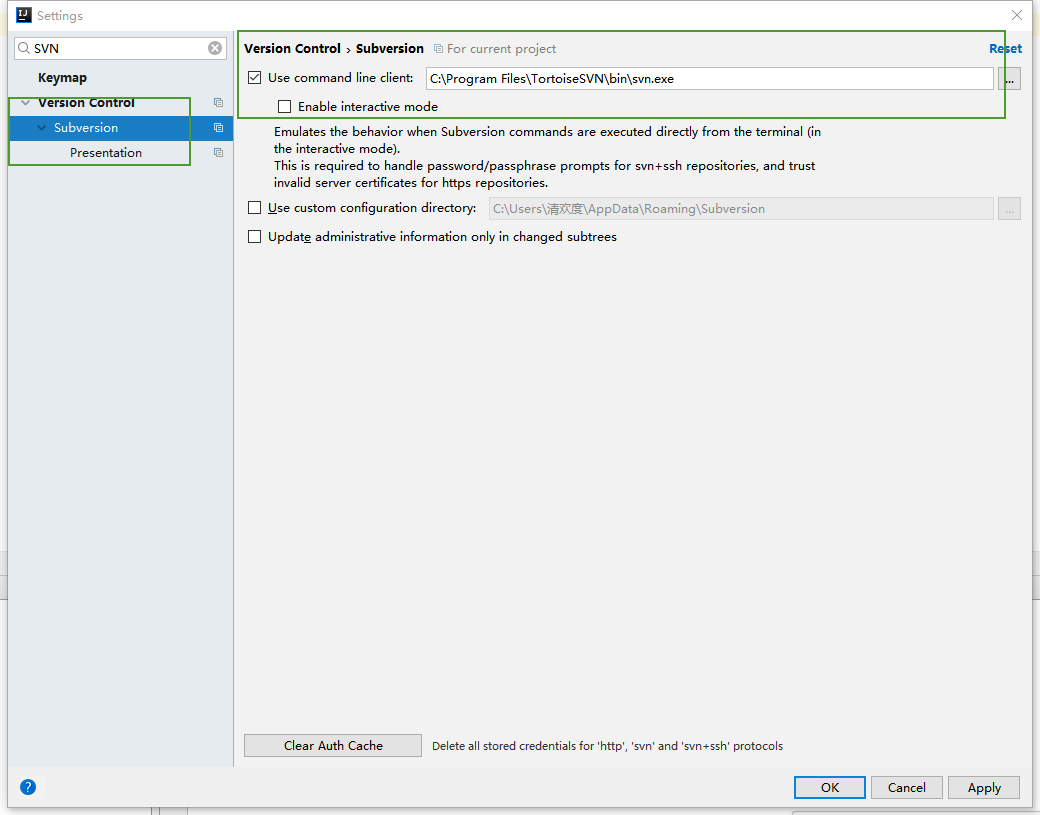 Settings
SVN
Keymap
Version Control
Subversion
Presentation
Version Control › Subversion For current project Reset
Use command line client: C:\Program Files\TortoiseSVN\bin\svn.exe ...
Enable interactive mode
Emulates the behavior when Subversion commands are executed directly from the terminal (in
the interactive mode).
This is required to handle password/passphrase prompts for svn+ssh repositories, and trust
invalid server certificates for https repositories.
Use custom configuration directory: C:\Users\清欢度\AppData\Roaming\Subversion ...
Update administrative information only in changed subtrees
Clear Auth Cache Delete all stored credentials for 'http', 'svn' and 'svn+ssh' protocols
? OK Cancel Apply